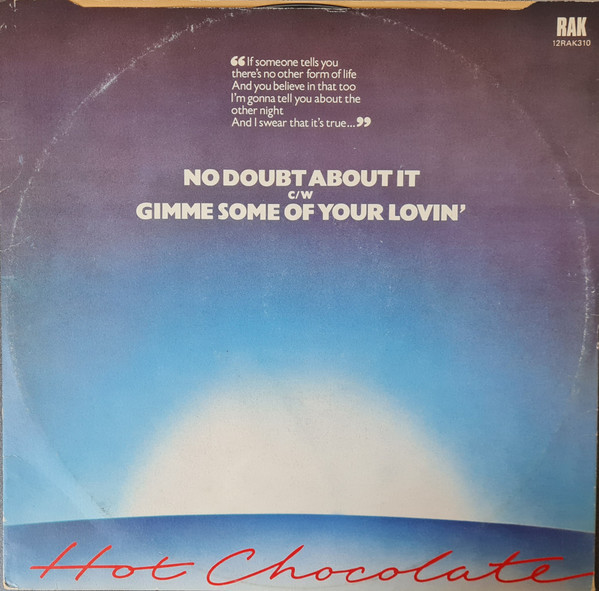 RAK
12RAK310
“If someone tells you
there's no other form of life
And you believe in that too
I'm gonna tell you about the
other night
And I swear that it's true...”
NO DOUBT ABOUT IT
C/W
GIMME SOME OF YOUR LOVIN'
Hot Chocolate